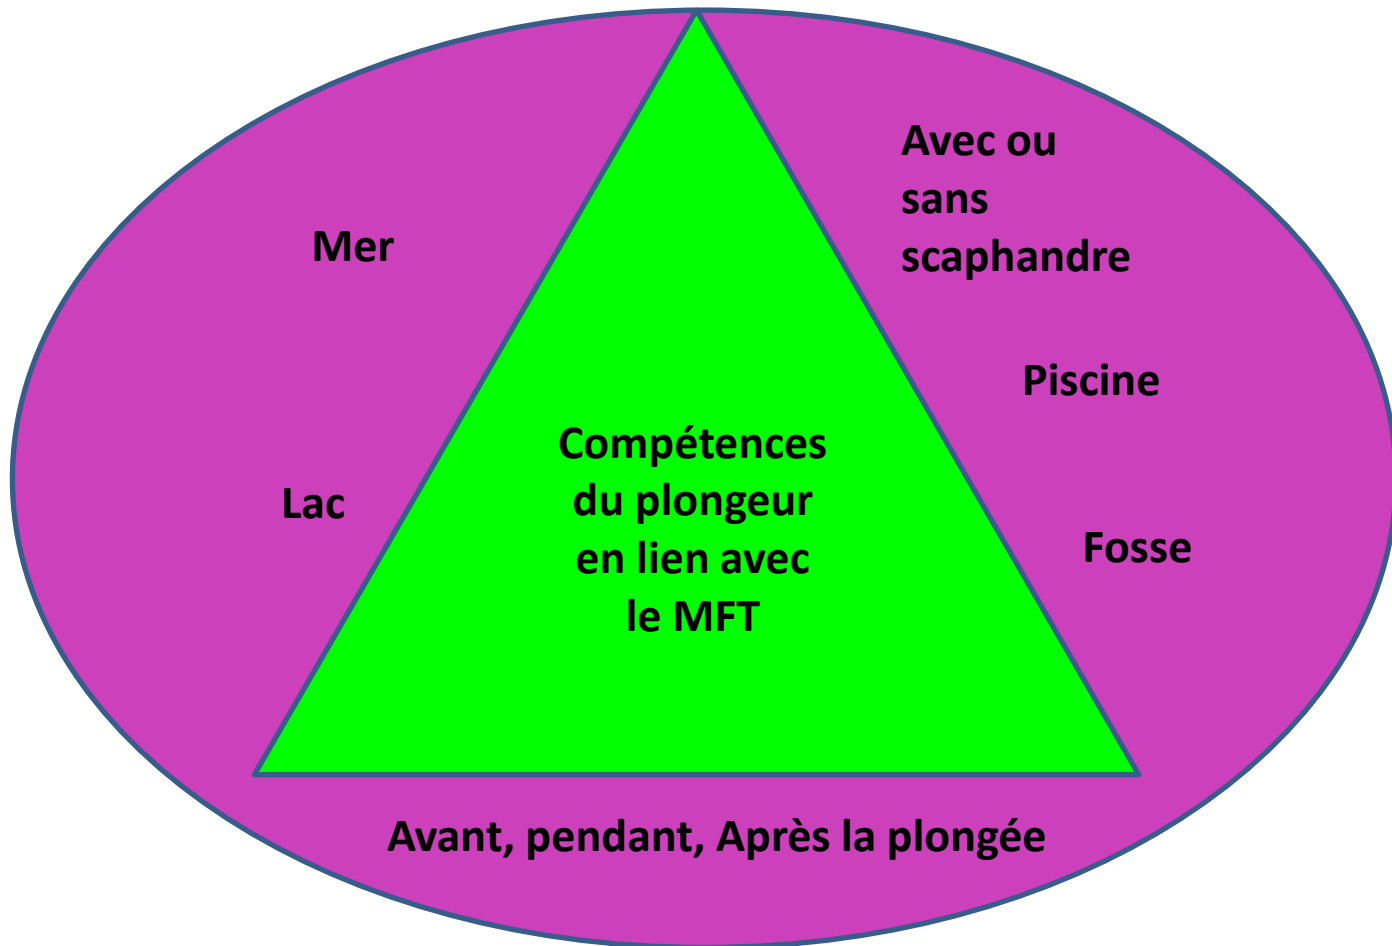 Avec ou
sans
scaphandre
Mer
Piscine
Compétences
du plongeur
en lien avec
le MFT
Lac
Fosse
Avant, pendant, Après la plongée